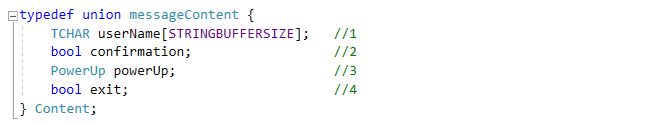 typedef union messageContent {
    TCHAR userName[STRINGBUFFERSIZE];   //1
    bool confirmation;                  //2
    PowerUp powerUp;                    //3
    bool exit;                          //4
} Content;